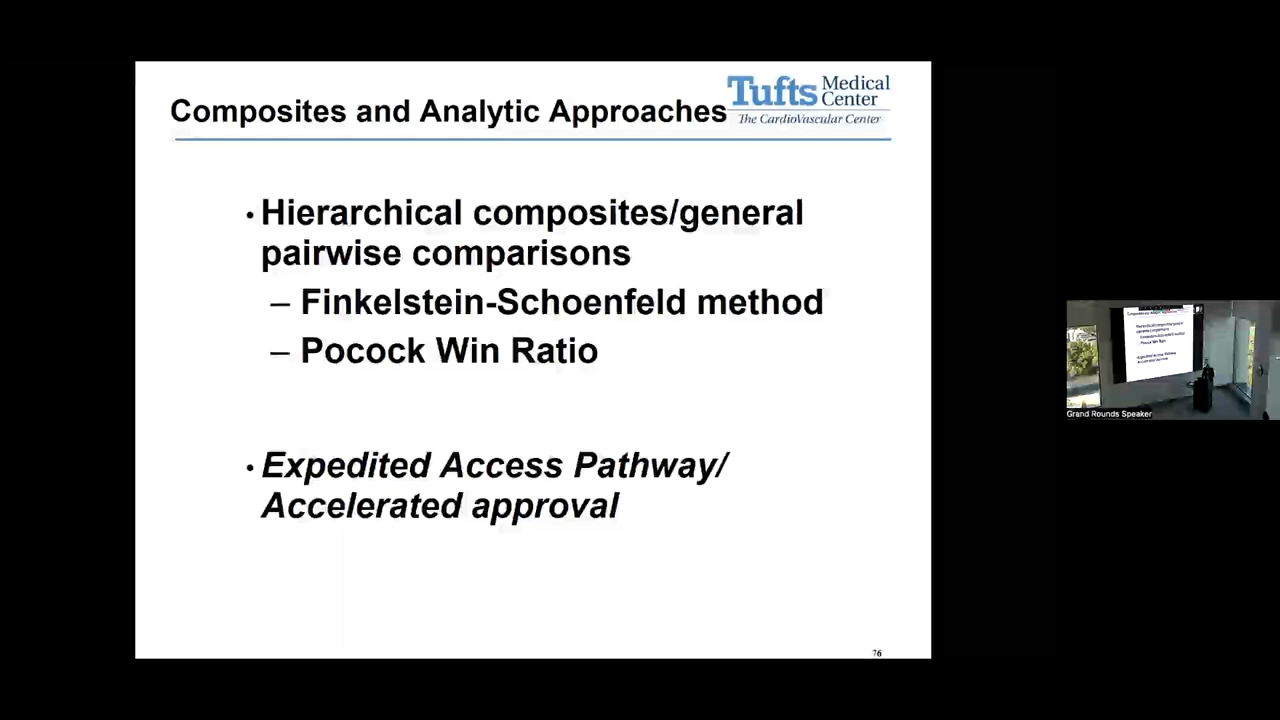 Composites and Analytic Approaches
Tufts Medical
Center
The CardioVascular Center
• Hierarchical composites/general
pairwise comparisons
– Finkelstein-Schoenfeld method
– Pocock Win Ratio
• Expedited Access Pathway/
Accelerated approval
76
Grand Rounds Speaker